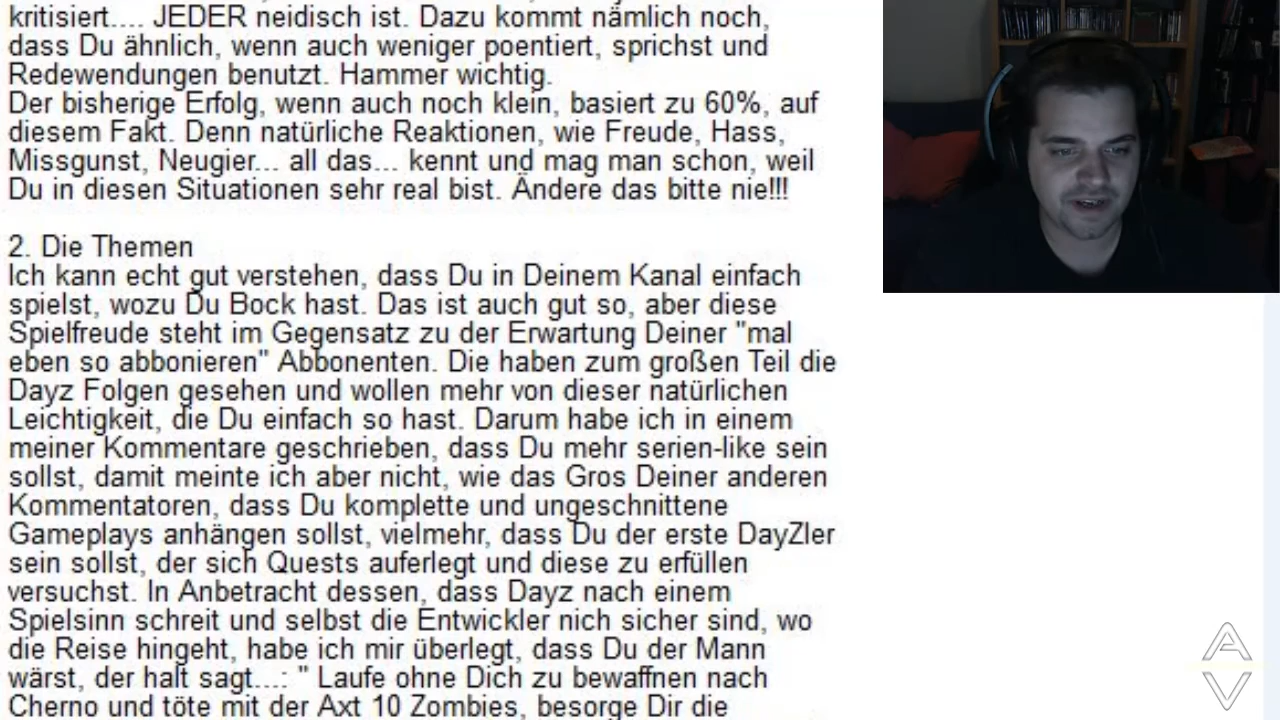 kritisiert.... JEDER neidisch ist. Dazu kommt nämlich noch,
dass Du ähnlich, wenn auch weniger poentiert, sprichst und
Redewendungen benutzt. Hammer wichtig.
Der bisherige Erfolg, wenn auch noch klein, basiert zu 60%, auf
diesem Fakt. Denn natürliche Reaktionen, wie Freude, Hass,
Missgunst, Neugier... all das... kennt und mag man schon, weil
Du in diesen Situationen sehr real bist. Ändere das bitte nie!!!
2. Die Themen
Ich kann echt gut verstehen, dass Du in Deinem Kanal einfach
spielst, wozu Du Bock hast. Das ist auch gut so, aber diese
Spielfreude steht im Gegensatz zu der Erwartung Deiner "mal
eben so abbonieren" Abbonenten. Die haben zum großen Teil die
Dayz Folgen gesehen und wollen mehr von dieser natürlichen
Leichtigkeit, die Du einfach so hast. Darum habe ich in einem
meiner Kommentare geschrieben, dass Du mehr serien-like sein
sollst, damit meinte ich aber nicht, wie das Gros Deiner anderen
Kommentatoren, dass Du komplette und ungeschnittene
Gameplays anhängen sollst, vielmehr, dass Du der erste DayZler
sein sollst, der sich Quests auferlegt und diese zu erfüllen
versuchst. In Anbetracht dessen, dass Dayz nach einem
Spielsinn schreit und selbst die Entwickler nich sicher sind, wo
die Reise hingeht, habe ich mir überlegt, dass Du der Mann
wärst, der halt sagt...: " Laufe ohne Dich zu bewaffnen nach
Cherno und töte mit der Axt 10 Zombies, besorge Dir die